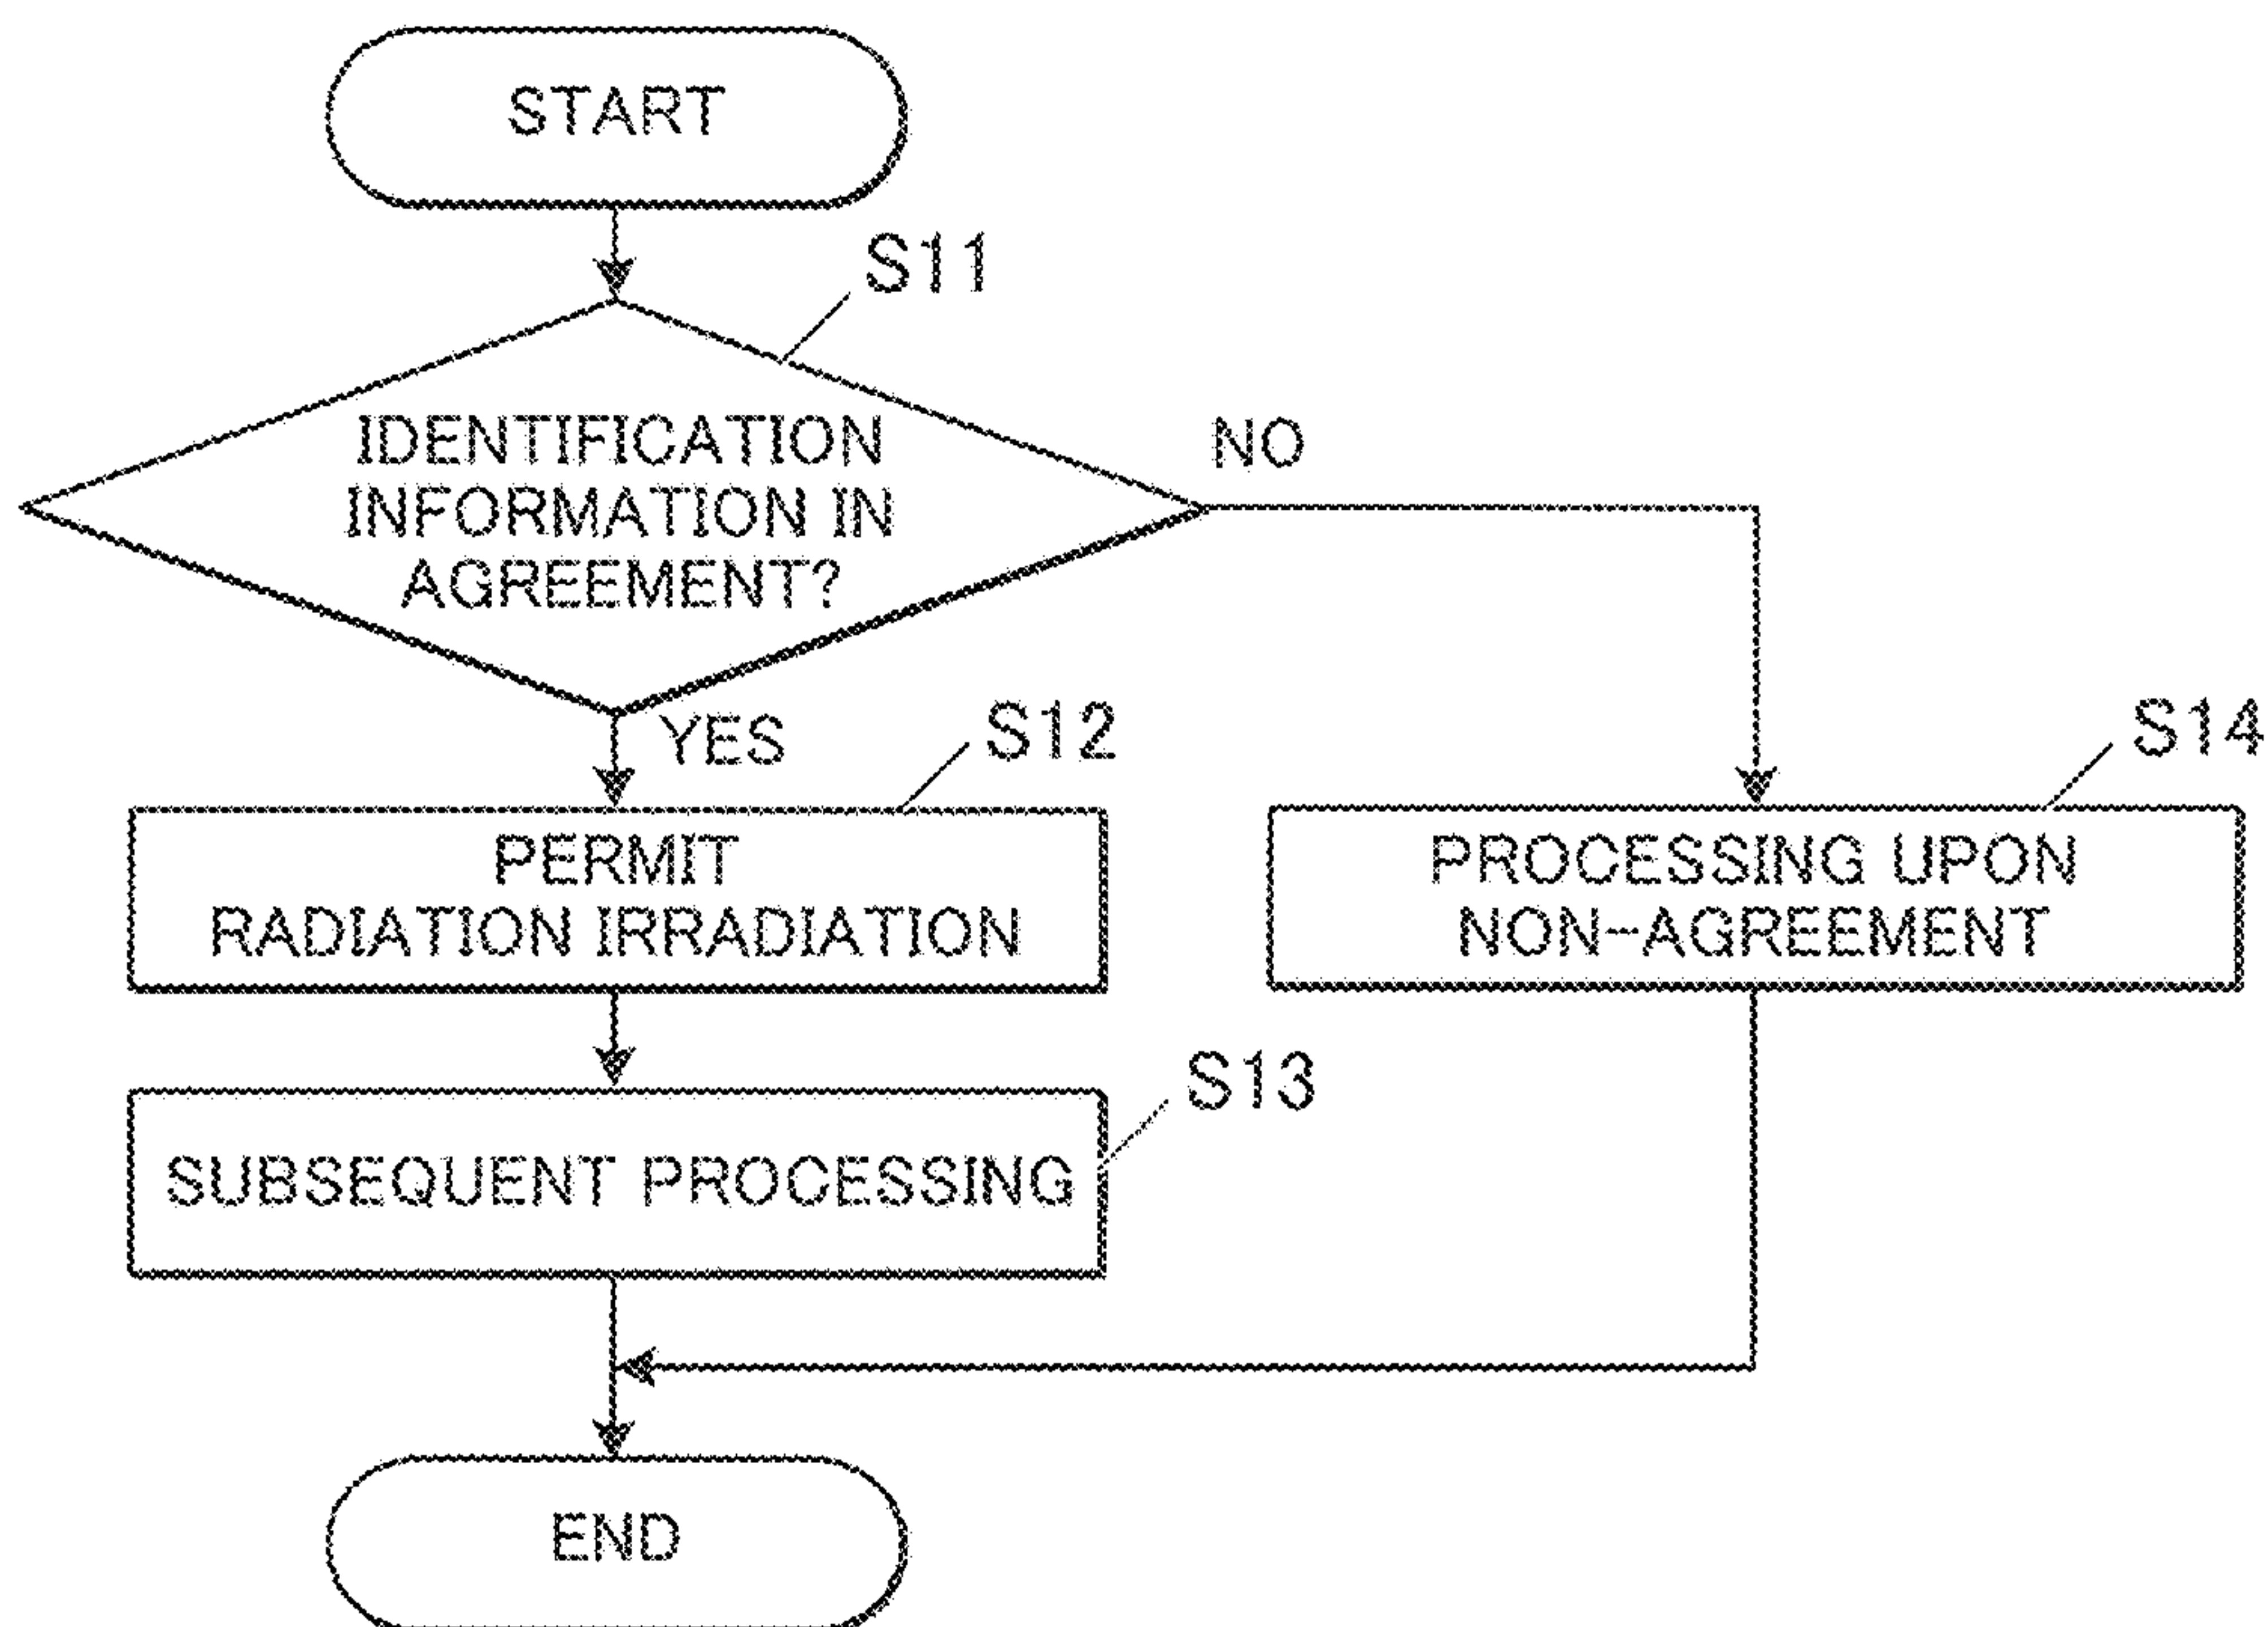 START
S11
IDENTIFICATION
INFORMATION IN
AGREEMENT?
NO
YES
S12
S14
PERMIT
RADIATION IRRADIATION
PROCESSING UPON
NON-AGREEMENT
S13
SUBSEQUENT PROCESSING
END